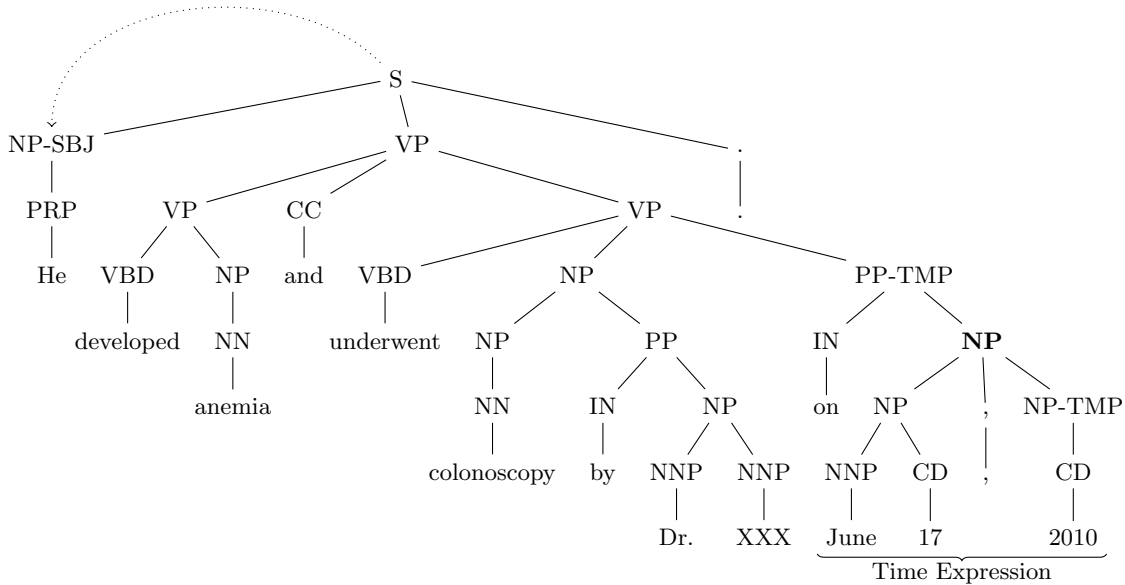 S
NP-SBJ VP .
PRP VP CC VP .
He VBD NP and VBD NP PP-TMP
developed NN underwent NP PP IN NP
anemia NN IN NP on NP , NP-TMP
colonoscopy by NNP NNP NNP CD , CD
Dr. XXX June 17 2010
Time Expression